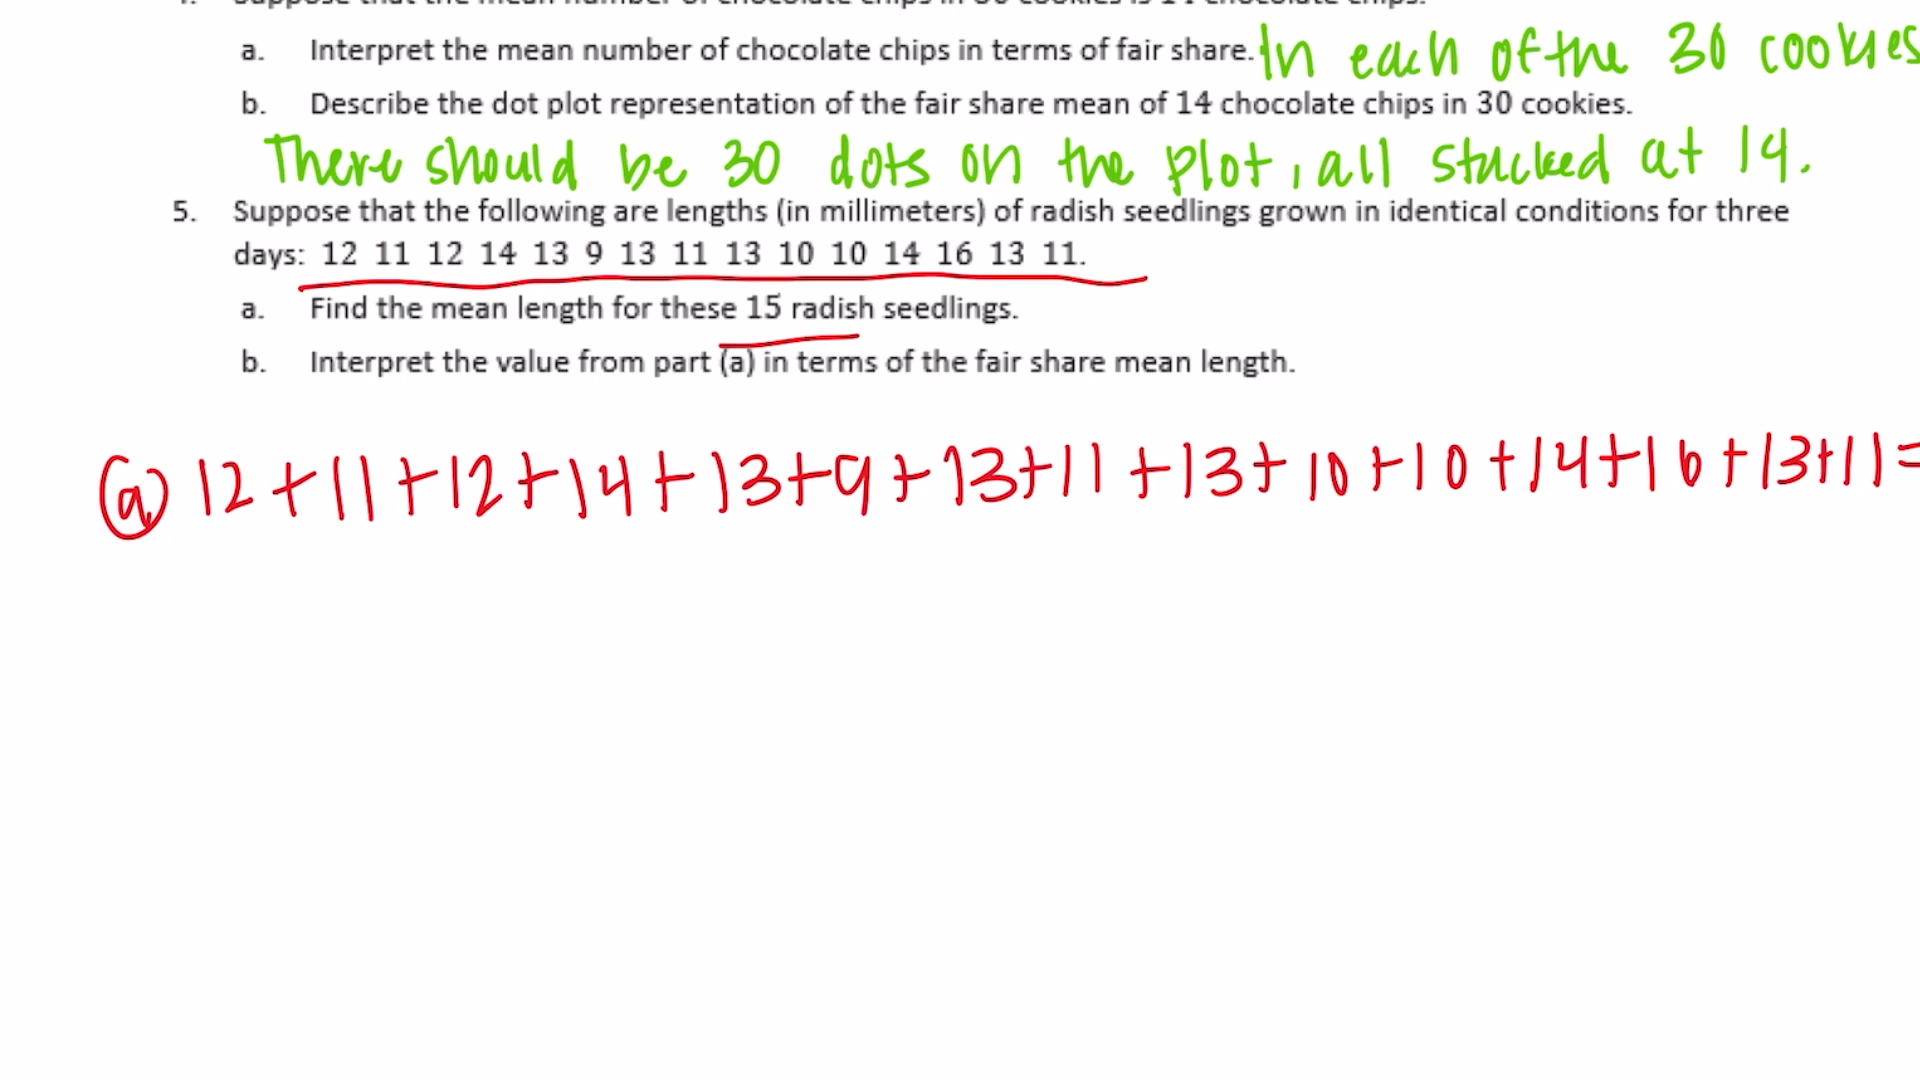 a. Interpret the mean number of chocolate chips in terms of fair share. In each of the 30 cookies
b. Describe the dot plot representation of the fair share mean of 14 chocolate chips in 30 cookies.
There should be 30 dots on the plot, all stacked at 14.
5. Suppose that the following are lengths (in millimeters) of radish seedlings grown in identical conditions for three
days: 12 11 12 14 13 9 13 11 13 10 10 14 16 13 11.
a. Find the mean length for these 15 radish seedlings.
b. Interpret the value from part (a) in terms of the fair share mean length.
(a) 12+11+12+14+13+9+13+11+13+10+10+14+16+13+11=